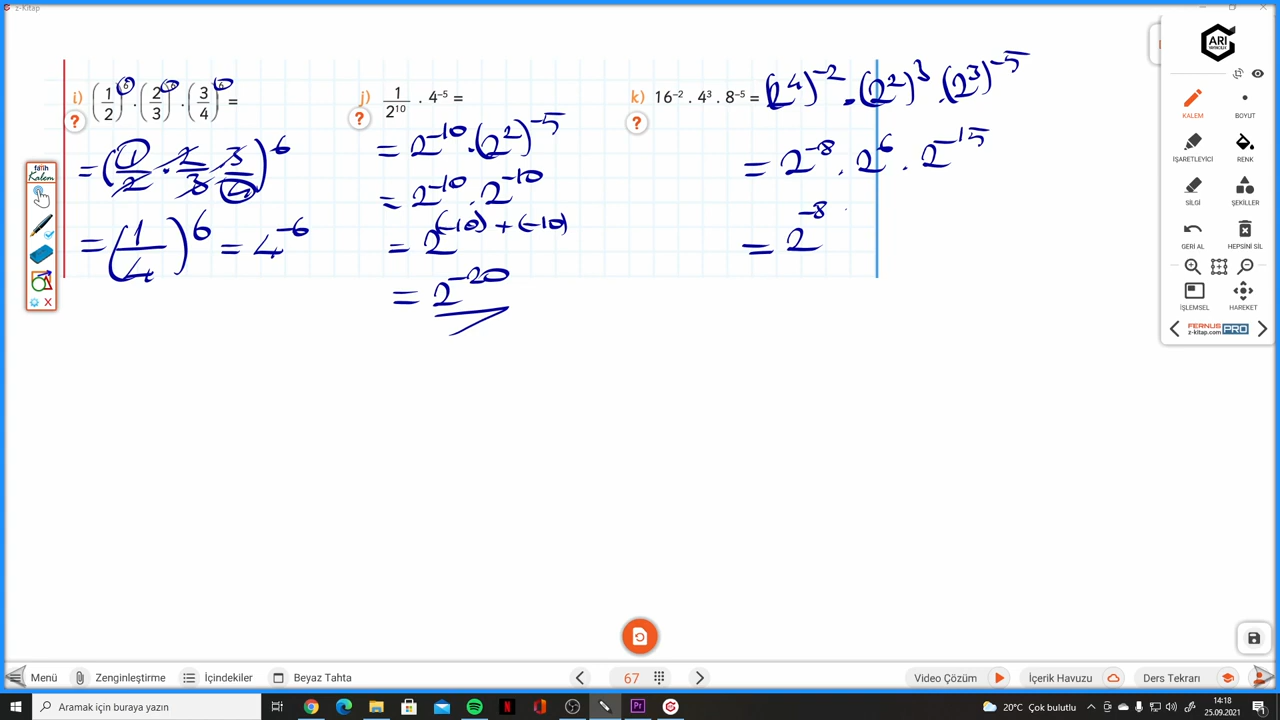 z-Kitap
i) (1/2)⁶ . (2/3)⁶ . (3/4)⁶ =
= (1/2 . 2/3 . 3/4)⁶
= (1/4)⁶ = 4⁻⁶
j) 1/2¹⁰ . 4⁻⁵ =
= 2⁻¹⁰ . (2²)⁻⁵
= 2⁻¹⁰ . 2⁻¹⁰
= 2⁽⁻¹⁰⁾ ⁺ ⁽⁻¹⁰⁾
= 2⁻²⁰
k) 16⁻² . 4³ . 8⁻⁵ = (2⁴)⁻² . (2²)³ . (2³)⁻⁵
= 2⁻⁸ . 2⁶ . 2⁻¹⁵
= 2⁻⁸
?
?
?
fatih
Kalem
ARI
YAYINCILIK
KALEM
BOYUT
İŞARETLEYİCİ
RENK
SİLGİ
ŞEKİLLER
GERİ AL
HEPSİNİ SİL
İŞLEMSEL
HAREKET
FERNUS PRO
z-kitap.com
Menü
Zenginleştirme
İçindekiler
Beyaz Tahta
67
Video Çözüm
İçerik Havuzu
Ders Tekrarı
Aramak için buraya yazın
20°C Çok bulutlu
14:18
25.09.2021